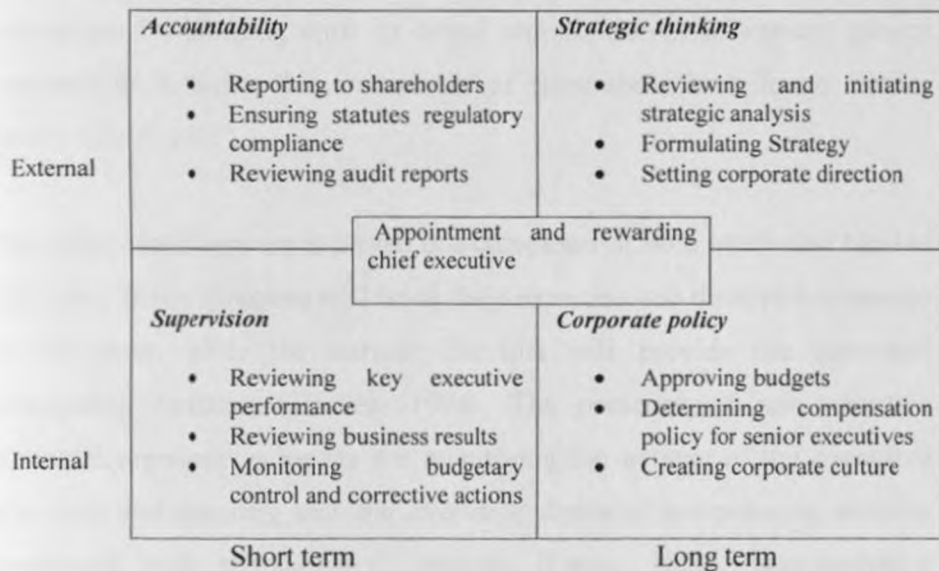 Accountability
• Reporting to shareholders
• Ensuring statutes regulatory
compliance
• Reviewing audit reports
Strategic thinking
• Reviewing and initiating
strategic analysis
• Formulating Strategy
• Setting corporate direction
External
Appointment and rewarding
chief executive
Supervision
• Reviewing key executive
performance
• Reviewing business results
• Monitoring budgetary
control and corrective actions
Corporate policy
• Approving budgets
• Determining compensation
policy for senior executives
• Creating corporate culture
Internal
Short term
Long term